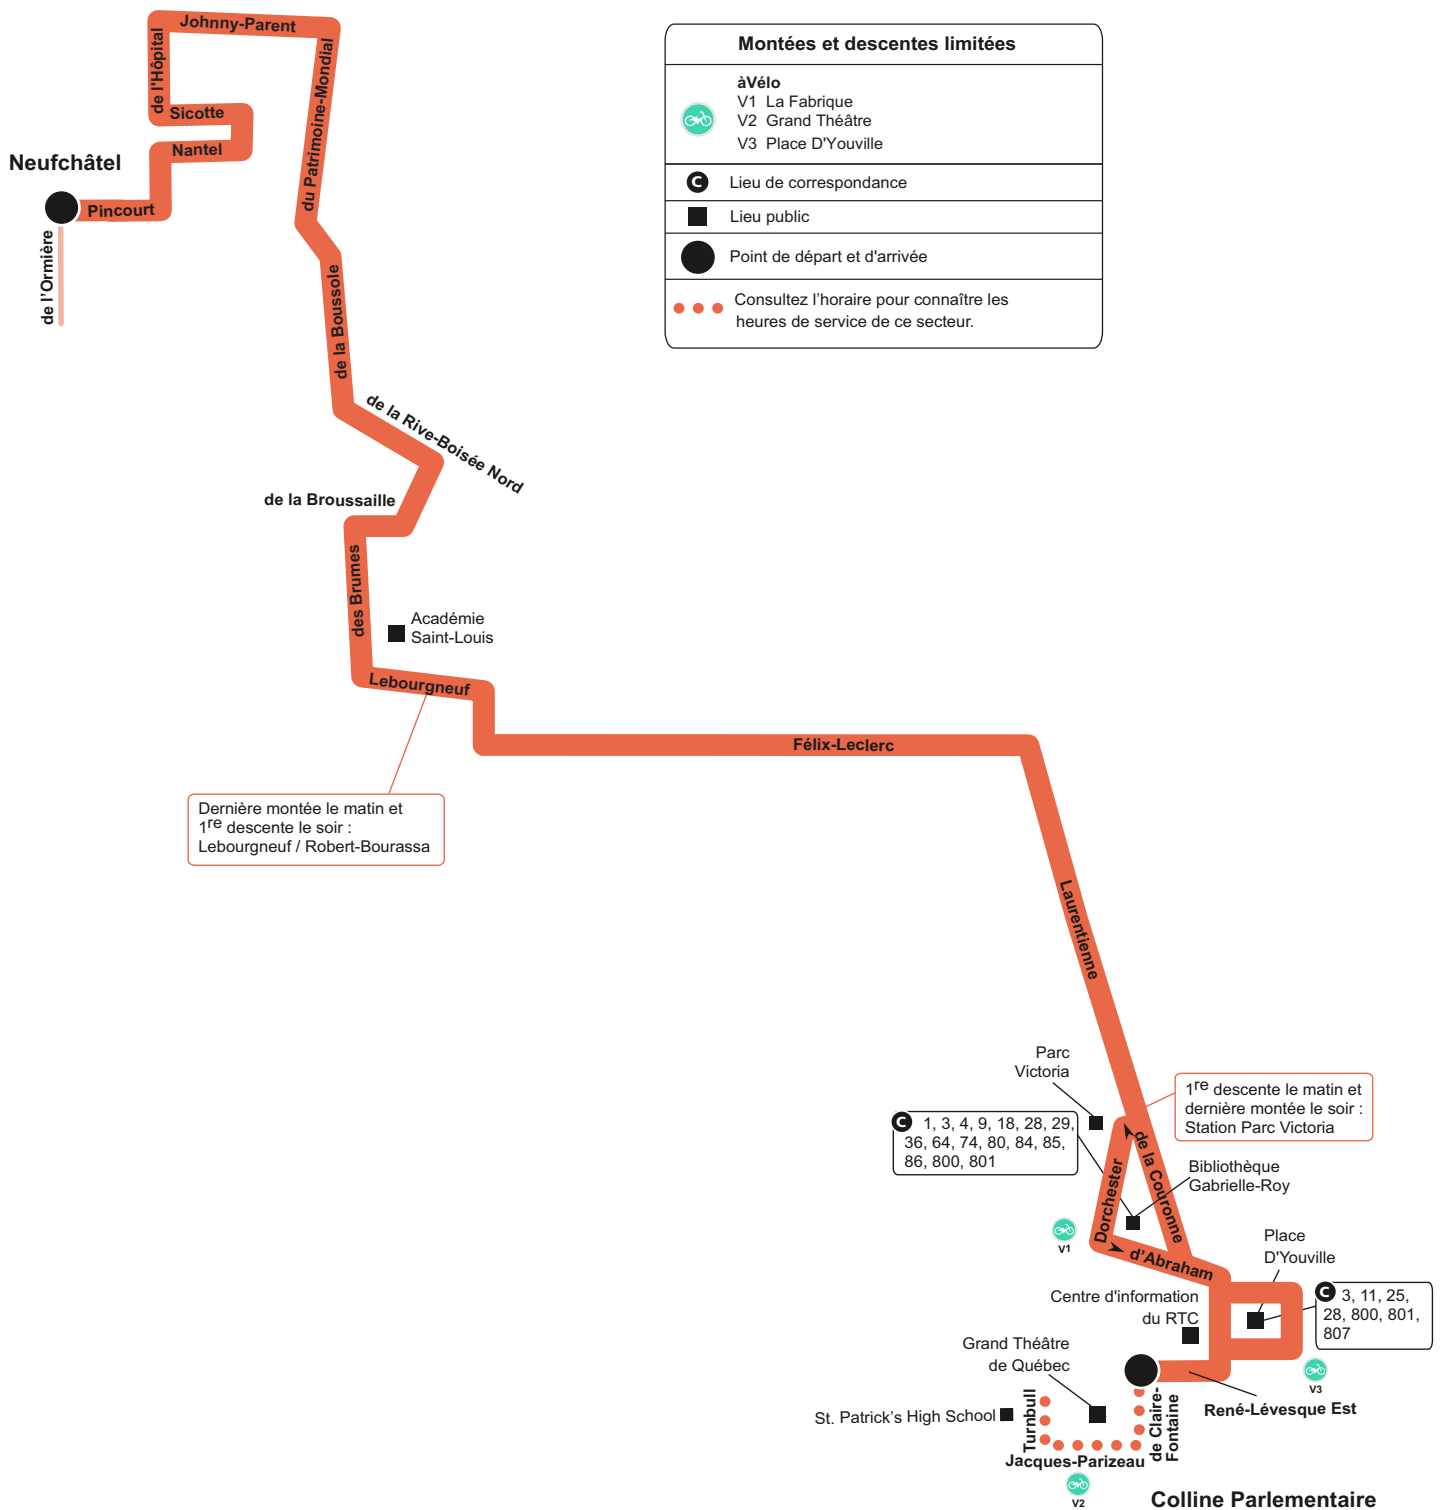 Johnny-Parent
de l'Hôpital
Sicotte
Nantel
Neufchâtel
Pincourt
de l'Ormière
du Patrimoine-Mondial
de la Boussole
de la Rive-Boisée Nord
de la Broussaille
des Brumes
Académie
Saint-Louis
Lebourgneuf
Félix-Leclerc
Dernière montée le matin et
1re descente le soir :
Lebourgneuf / Robert-Bourassa
Montées et descentes limitées
àVélo
V1 La Fabrique
V2 Grand Théâtre
V3 Place D'Youville
C Lieu de correspondance
Lieu public
Point de départ et d'arrivée
Consultez l'horaire pour connaître les
heures de service de ce secteur.
Laurentienne
Parc
Victoria
1re descente le matin et
dernière montée le soir :
Station Parc Victoria
C 1, 3, 4, 9, 18, 28, 29,
36, 64, 74, 80, 84, 85,
86, 800, 801
de la Couronne
Dorchester
Bibliothèque
Gabrielle-Roy
V1
d'Abraham
Place
D'Youville
Centre d'information
du RTC
C 3, 11, 25,
28, 800, 801,
807
Grand Théâtre
de Québec
V3
René-Lévesque Est
St. Patrick's High School
Turnbull
de Claire-
Fontaine
Jacques-Parizeau
V2
Colline Parlementaire